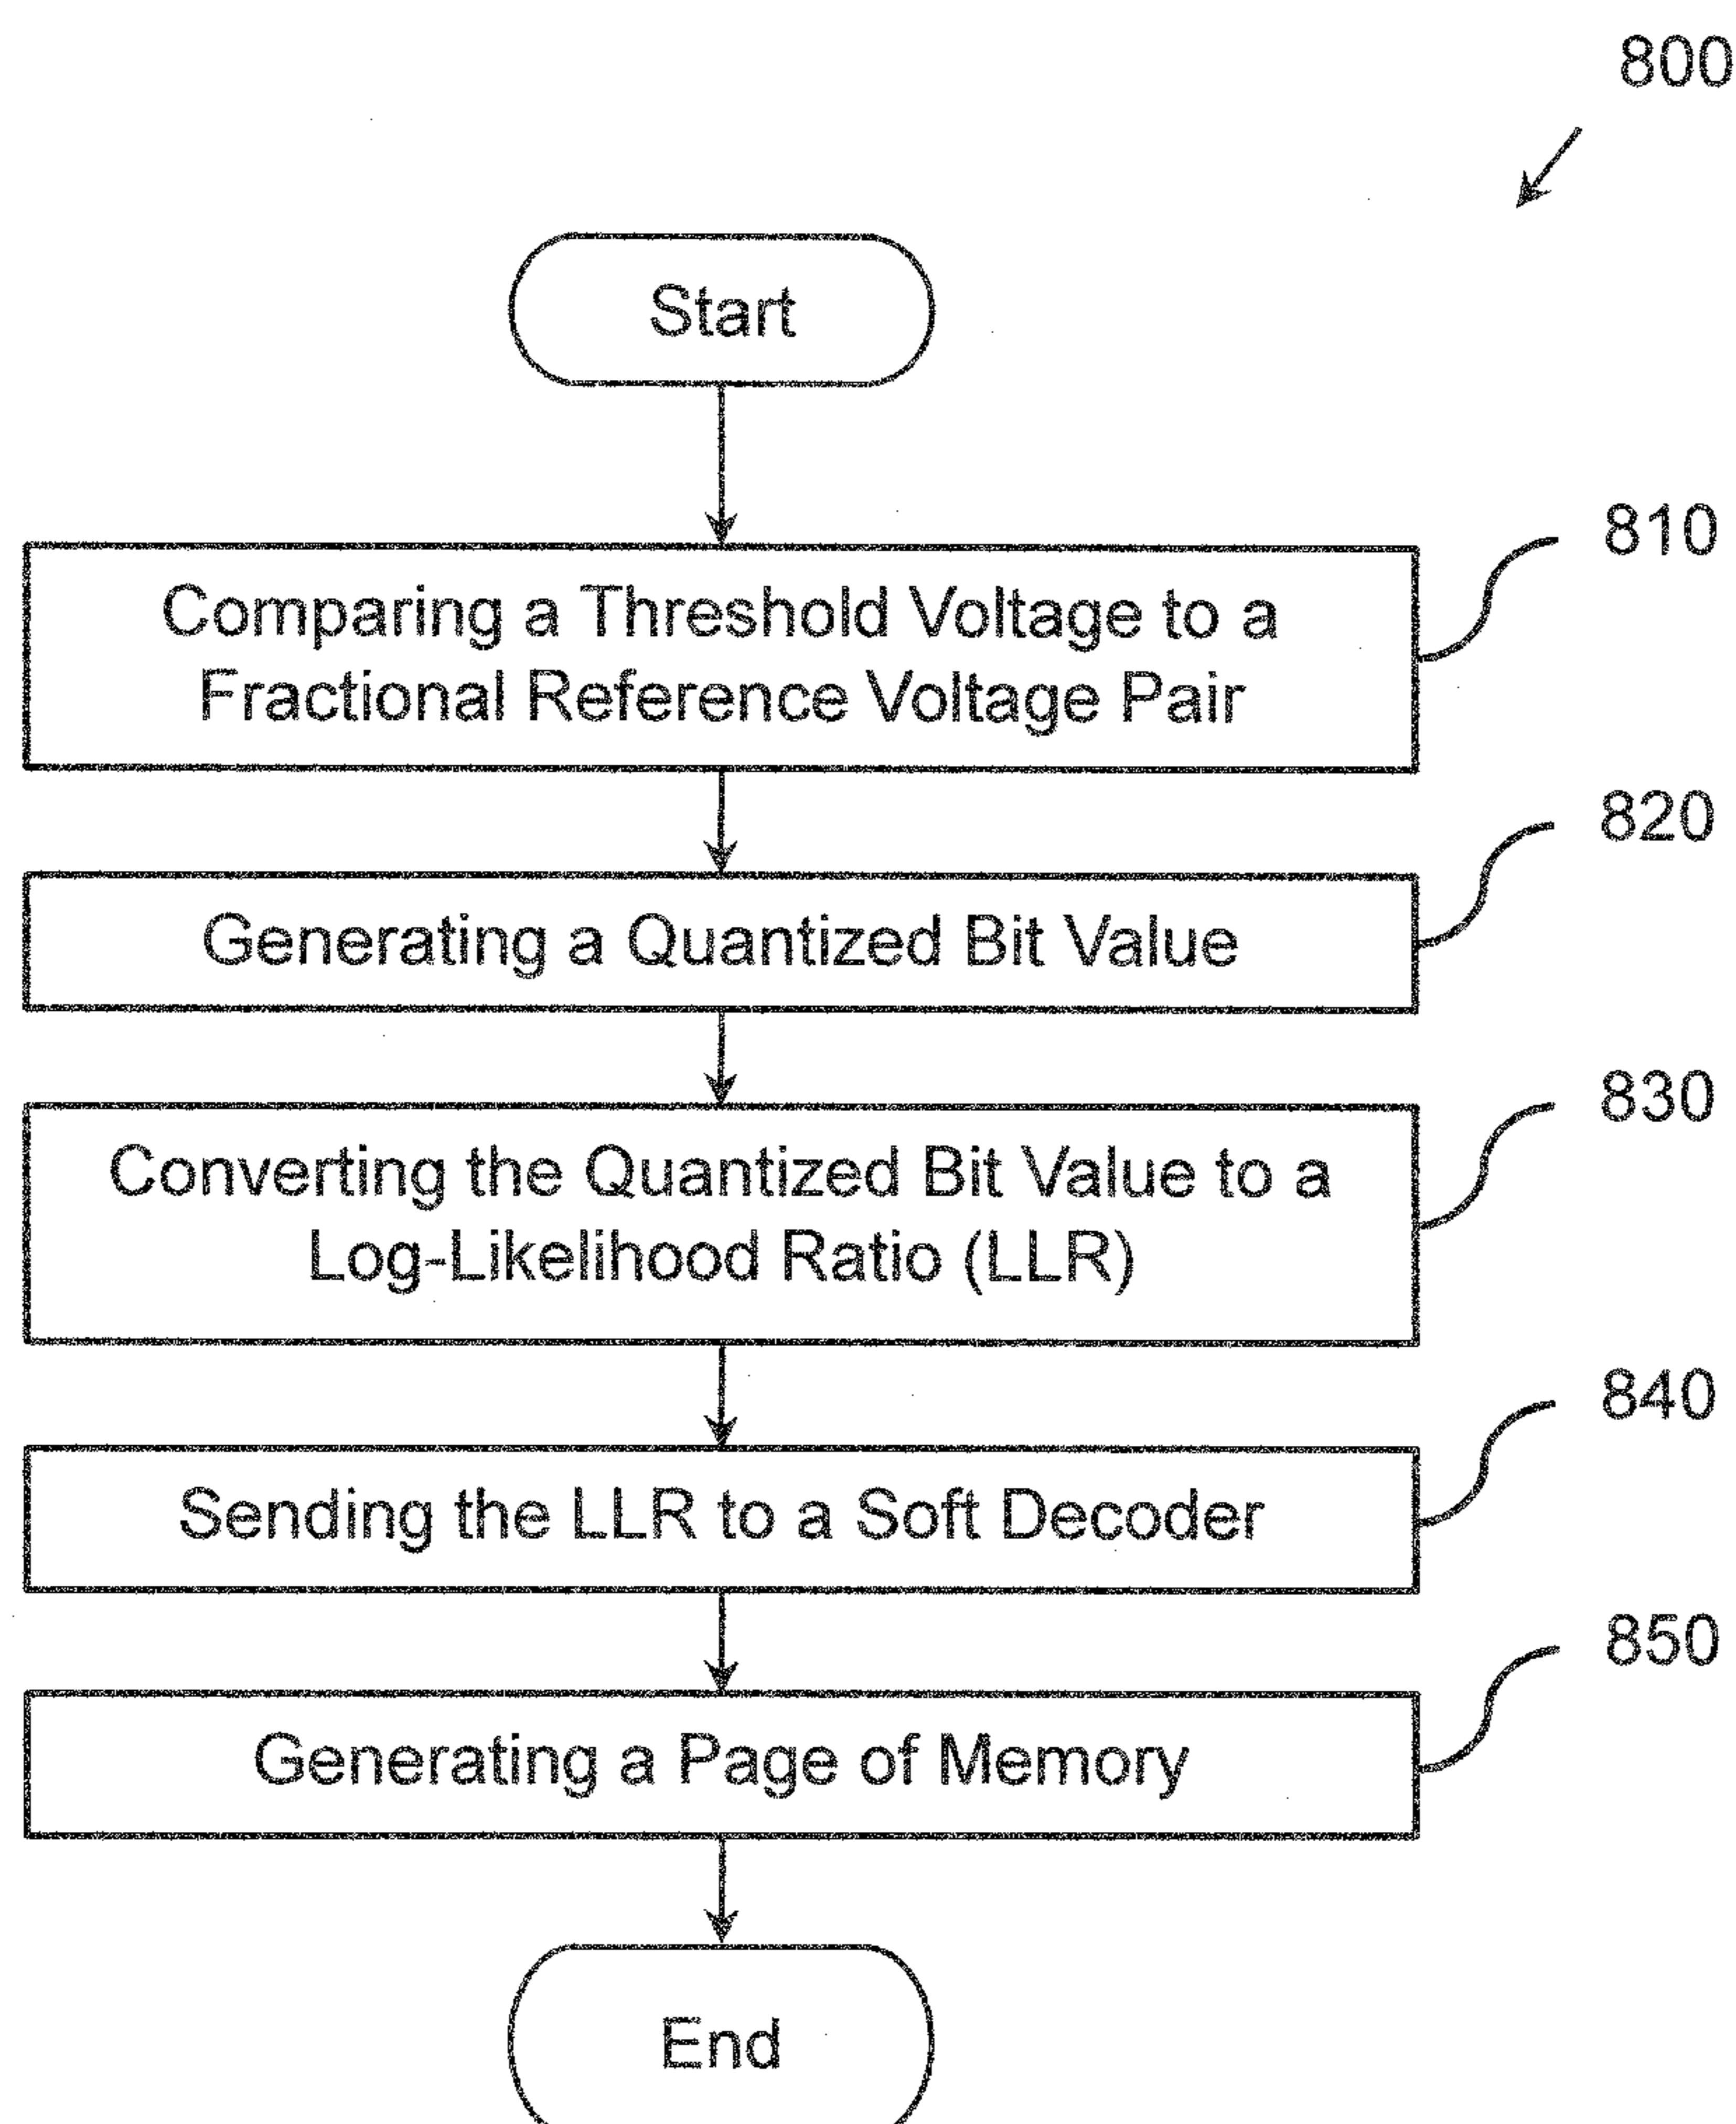 800
Start
810
Comparing a Threshold Voltage to a
Fractional Reference Voltage Pair
820
Generating a Quantized Bit Value
830
Converting the Quantized Bit Value to a
Log-Likelihood Ratio (LLR)
840
Sending the LLR to a Soft Decoder
850
Generating a Page of Memory
End